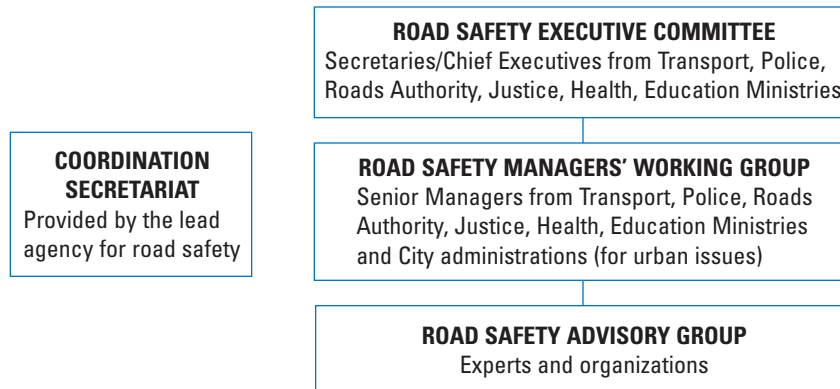 ROAD SAFETY EXECUTIVE COMMITTEE
Secretaries/Chief Executives from Transport, Police,
Roads Authority, Justice, Health, Education Ministries
COORDINATION
SECRETARIAT
Provided by the lead
agency for road safety
ROAD SAFETY MANAGERS’ WORKING GROUP
Senior Managers from Transport, Police, Roads
Authority, Justice, Health, Education Ministries
and City administrations (for urban issues)
ROAD SAFETY ADVISORY GROUP
Experts and organizations